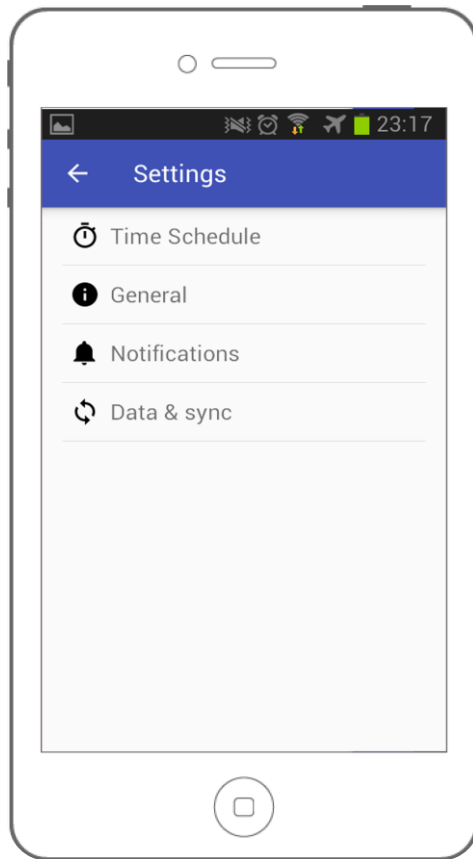 23:17
Settings
Time Schedule
General
Notifications
Data & sync